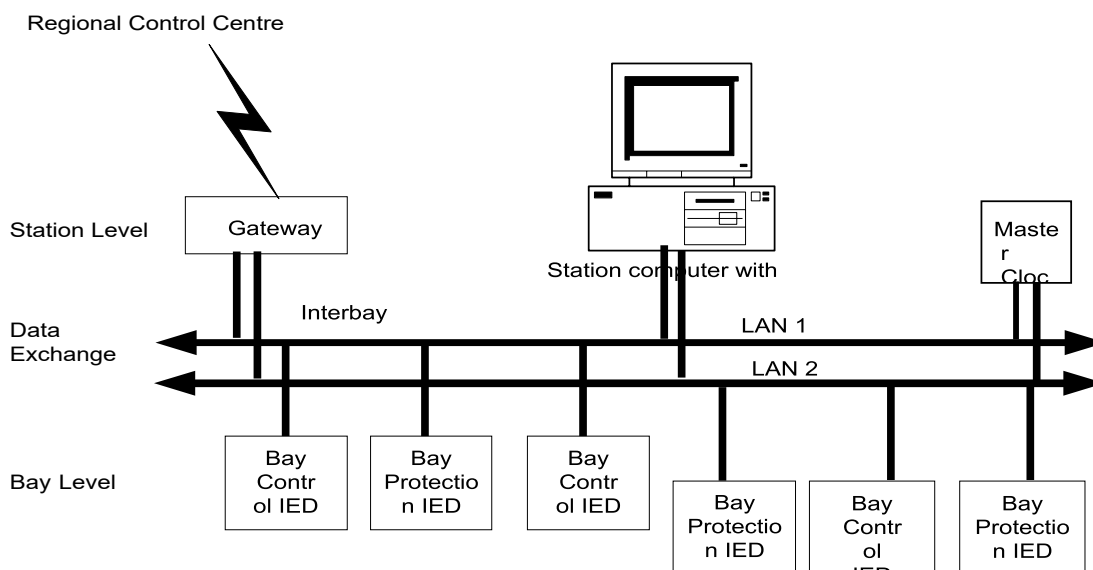 Regional Control Centre
Station Level
Gateway
Maste
r
Cloc
Station computer with
Interbay
Data
Exchange
LAN 1
LAN 2
Bay Level
Bay
Contr
ol IED
Bay
Protectio
n IED
Bay
Contr
ol IED
Bay
Protectio
n IED
Bay
Contr
ol
IED
Bay
Protectio
n IED